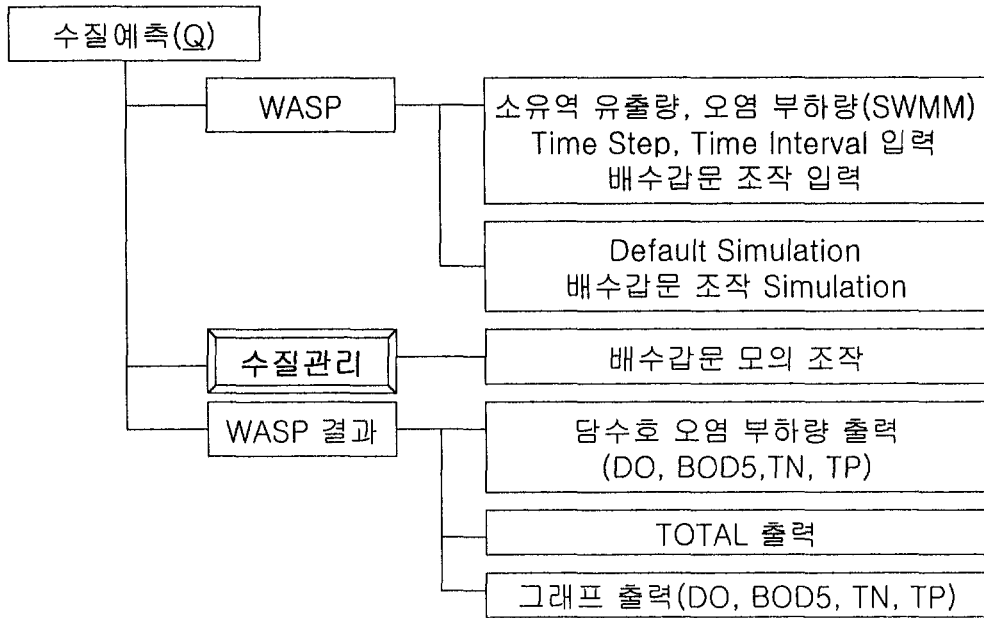 수질예측(Q)
WASP
소유역 유출량, 오염 부하량(SWMM)
Time Step, Time Interval 입력
배수갑문 조작 입력
Default Simulation
배수갑문 조작 Simulation
수질관리
배수갑문 모의 조작
WASP 결과
담수호 오염 부하량 출력
(DO, BOD5,TN, TP)
TOTAL 출력
그래프 출력(DO, BOD5, TN, TP)